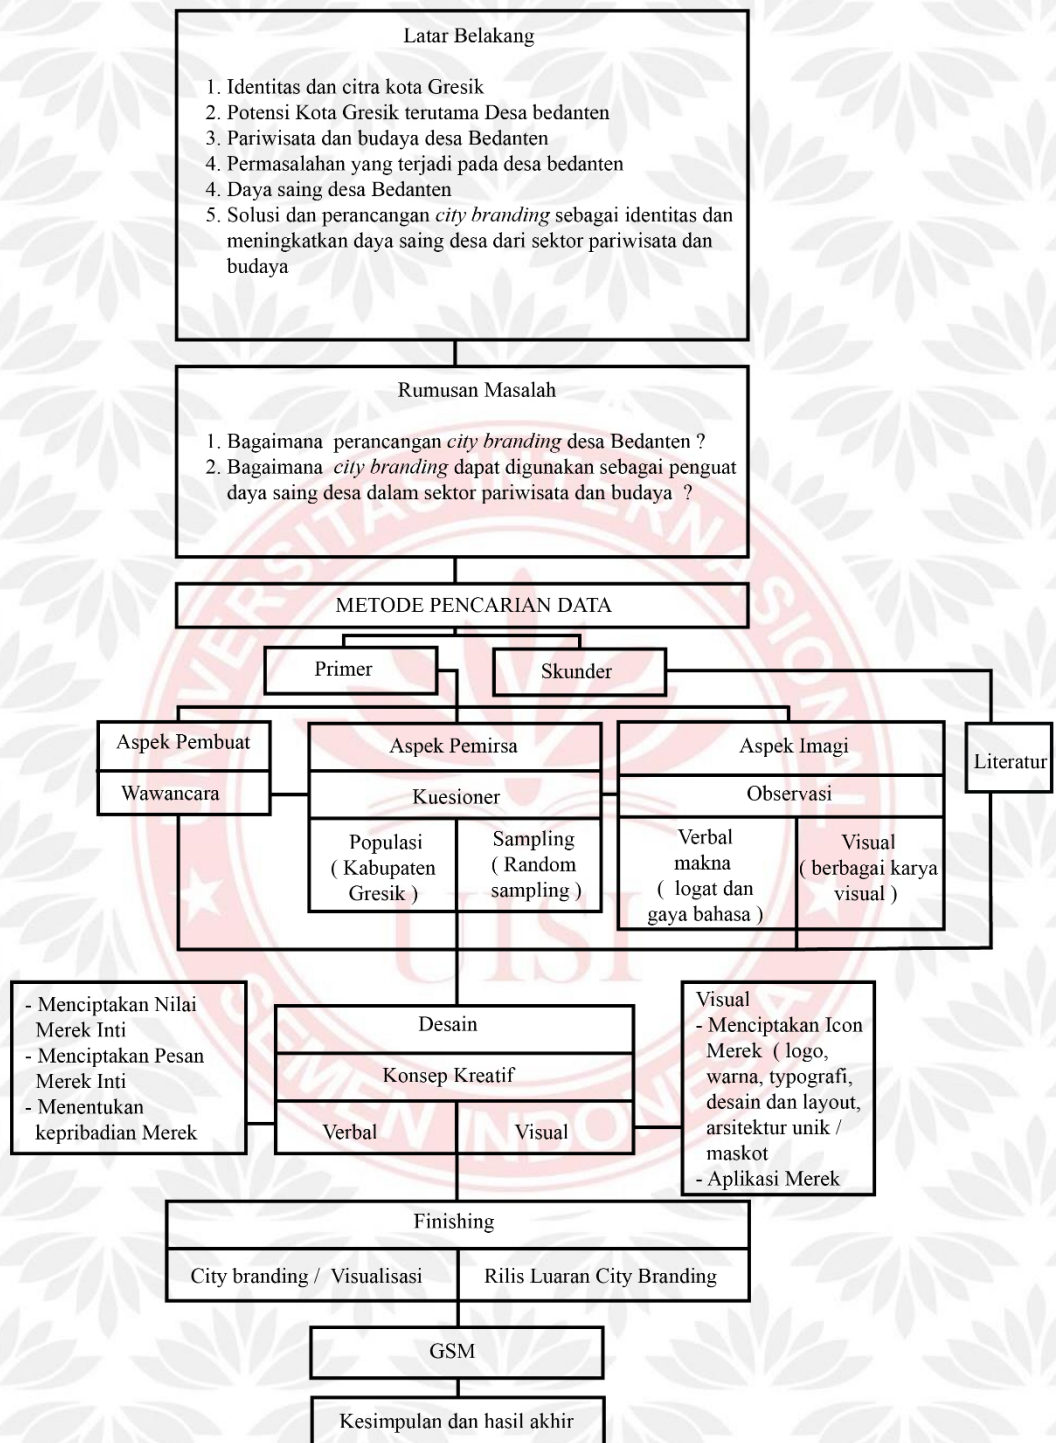 Latar Belakang
1. Identitas dan citra kota Gresik
2. Potensi Kota Gresik terutama Desa bedanten
3. Pariwisata dan budaya desa Bedanten
4. Permasalahan yang terjadi pada desa bedanten
4. Daya saing desa Bedanten
5. Solusi dan perancangan city branding sebagai identitas dan
meningkatkan daya saing desa dari sektor pariwisata dan
budaya
Rumusan Masalah
1. Bagaimana perancangan city branding desa Bedanten ?
2. Bagaimana city branding dapat digunakan sebagai penguat
daya saing desa dalam sektor pariwisata dan budaya ?
METODE PENCARIAN DATA
Primer
Skunder
Aspek Pembuat
Wawancara
Aspek Pemirsa
Kuesioner
Populasi
( Kabupaten
Gresik )
Sampling
( Random
sampling )
Aspek Imagi
Observasi
Verbal
makna
( logat dan
gaya bahasa )
Visual
( berbagai karya
visual )
Literatur
- Menciptakan Nilai
Merek Inti
- Menciptakan Pesan
Merek Inti
- Menentukan
kepribadian Merek
Desain
Konsep Kreatif
Verbal
Visual
Visual
- Menciptakan Icon
Merek ( logo,
warna, typografi,
desain dan layout,
arsitektur unik /
maskot
- Aplikasi Merek
Finishing
City branding / Visualisasi
Rilis Luaran City Branding
GSM
Kesimpulan dan hasil akhir
UNIVERSITAS INTERNASIONAL
SEMEN INDONESIA
UISI